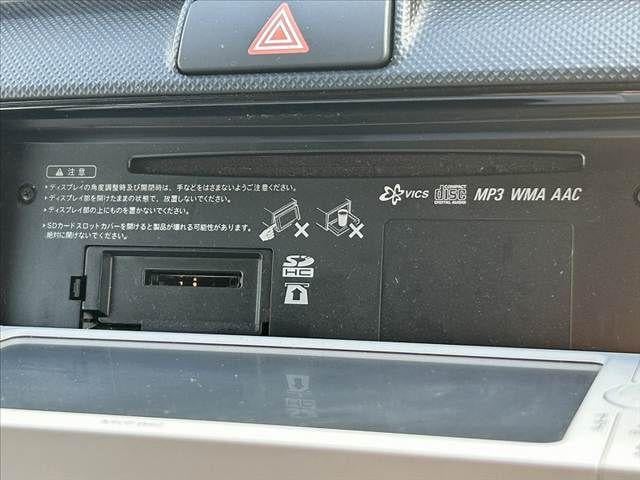 注意
▸ディスプレイの角度調整時及び開閉時は、手などをはさまないようご注意ください。
▸ディスプレイ部を開けたままの状態で、放置しないでください。
▸ディスプレイ部の上にものを置かないでください。
▸SDカードスロットカバーを開けると製品が壊れる可能性があります。
絶対に開けないでください。
VICS COMPACT disc DIGITAL AUDIO MP3 WMA AAC
SD
HC